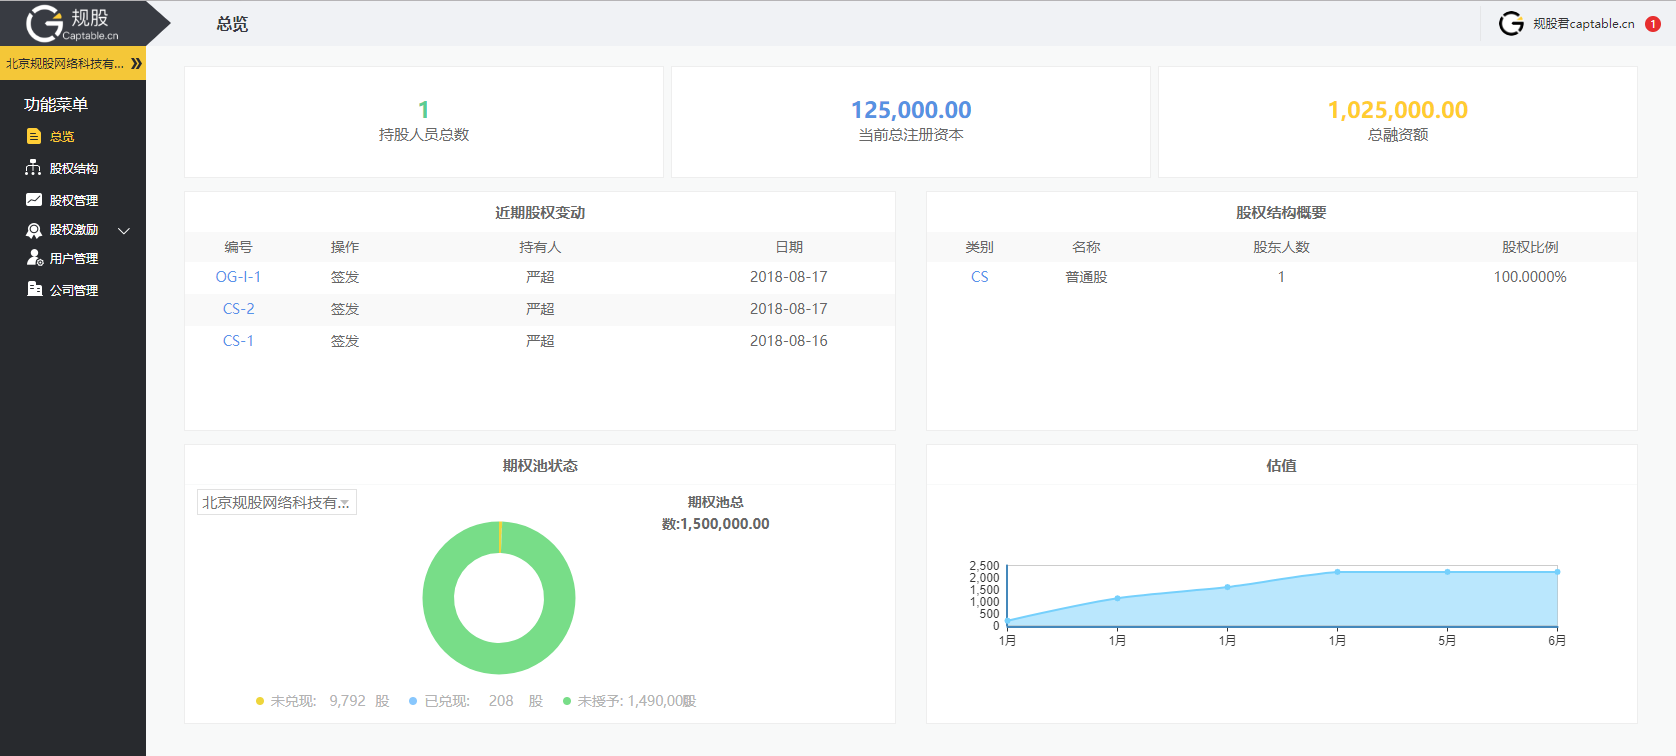 规股
Captable.cn
总览
规股君captable.cn
1
北京规股网络科技有...
功能菜单
总览
股权结构
股权管理
股权激励
用户管理
公司管理
1
持股人员总数
125,000.00
当前总注册资本
1,025,000.00
总融资额
近期股权变动
编号 操作 持有人 日期
OG-I-1 签发 严超 2018-08-17
CS-2 签发 严超 2018-08-17
CS-1 签发 严超 2018-08-16
股权结构概要
类别 名称 股东人数 股权比例
CS 普通股 1 100.0000%
期权池状态
北京规股网络科技有...
期权池总
数:1,500,000.00
未兑现: 9,792 股 已兑现: 208 股 未授予: 1,490,000股
估值
2,500
2,000
1,500
1,000
500
0
1月 1月 1月 1月 5月 6月